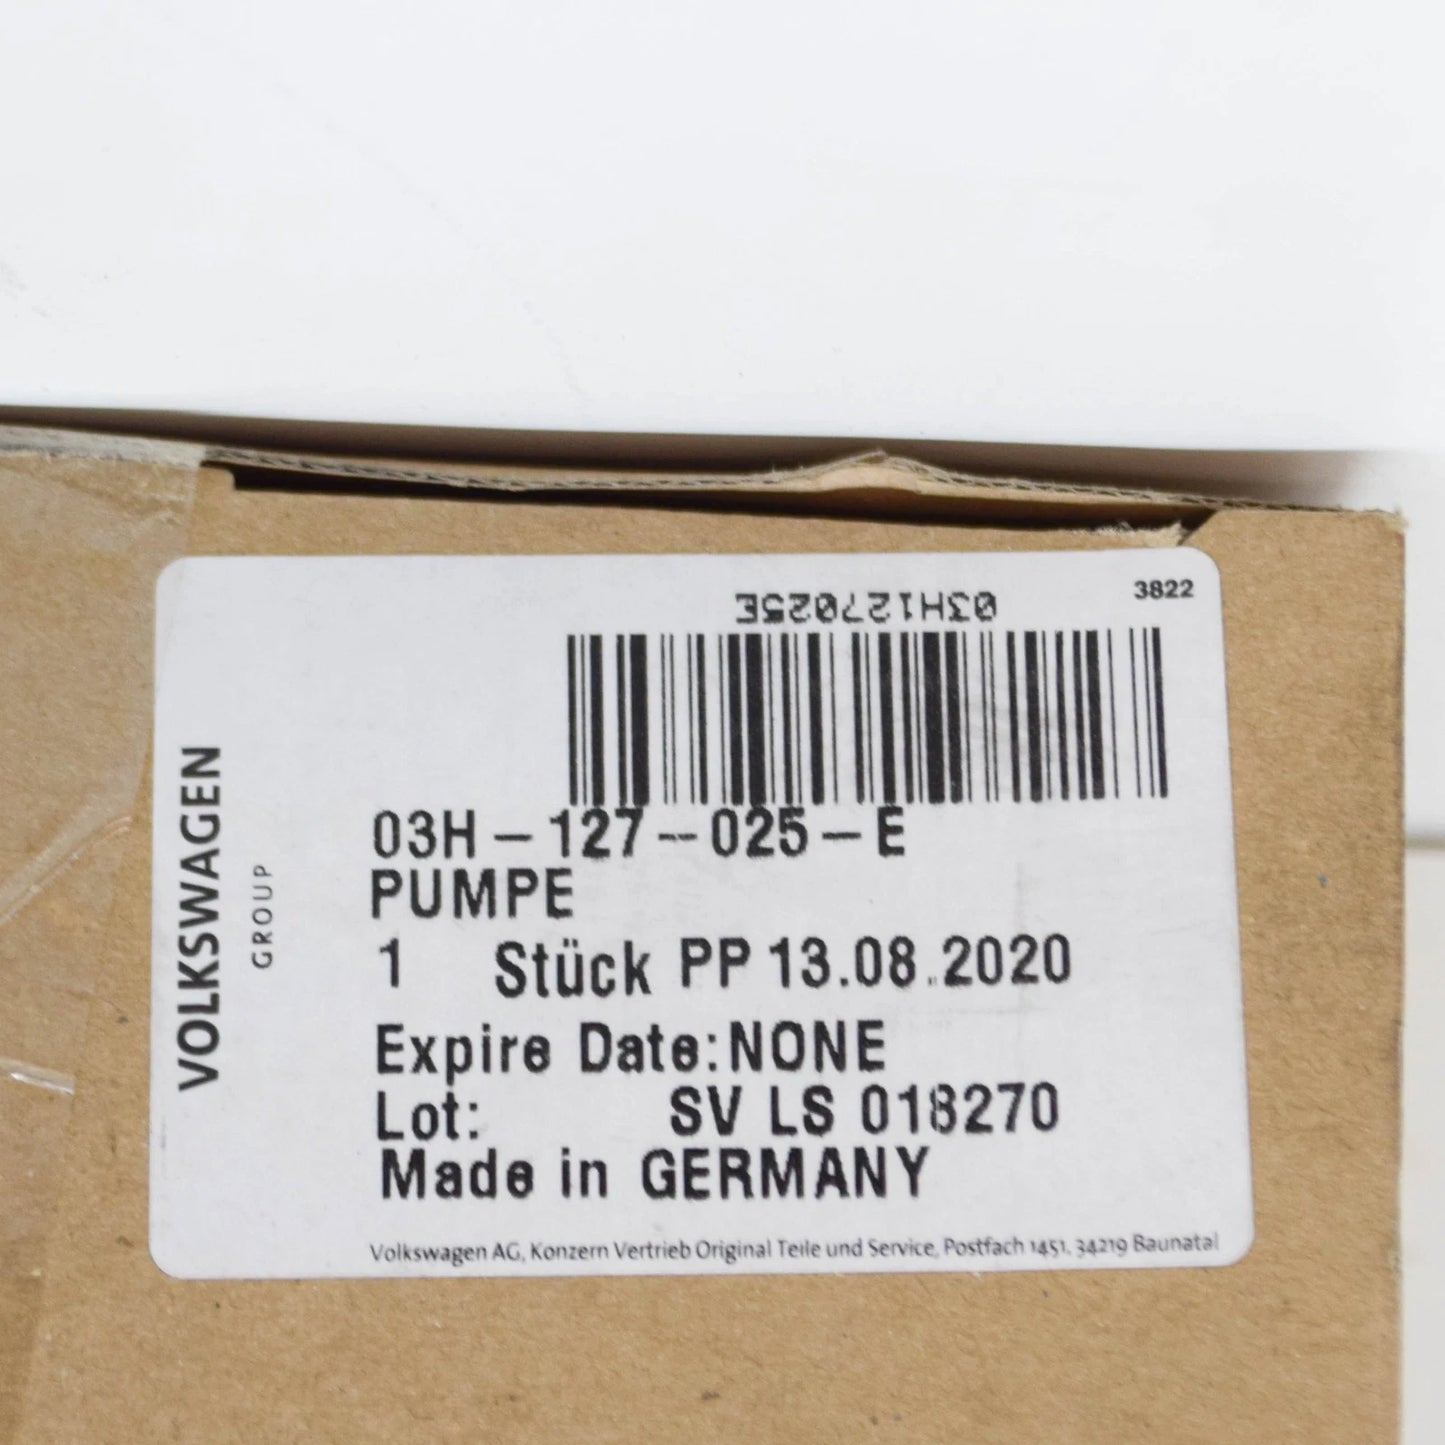 3822
03H127025E
VOLKSWAGEN
GROUP
03H-127-025-E
PUMPE
1 Stück PP 13.08.2020
Expire Date:NONE
Lot: SV LS 018270
Made in GERMANY
Volkswagen AG, Konzern Vertrieb Original Teile und Service, Postfach 1451, 34219 Baunatal